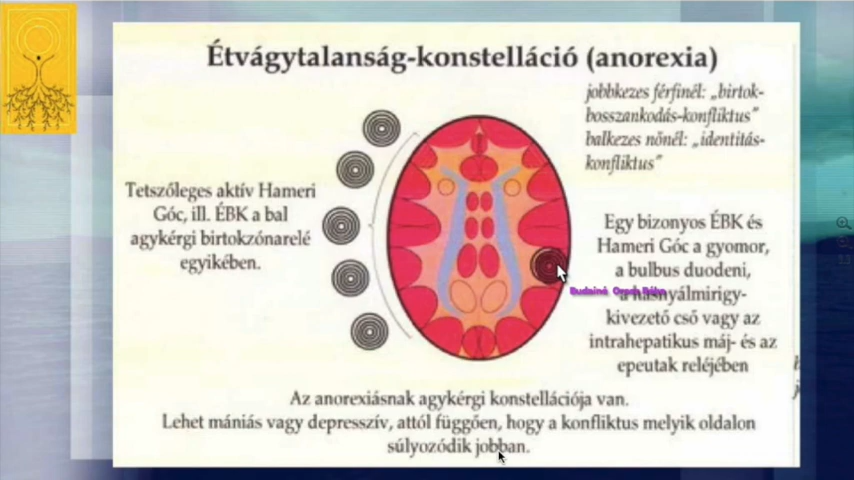 Étvágytalanság-konstelláció (anorexia)
jobbkezes férfinél: „birtok-
bosszankodás-konfliktus”
balkezes nőnél: „identitás-
konfliktus”
Tetszőleges aktív Hameri
Góc, ill. ÉBK a bal
agykérgi birtokzónarelé
egyikében.
Egy bizonyos ÉBK és
Hameri Góc a gyomor,
a bulbus duodeni,
a hasnyálmirigy-
kivezető cső vagy az
intrahepatikus máj- és az
epeutak reléjében
Az anorexiásnak agykérgi konstellációja van.
Lehet mániás vagy depresszív, attól függően, hogy a konfliktus melyik oldalon
súlyozódik jobban.